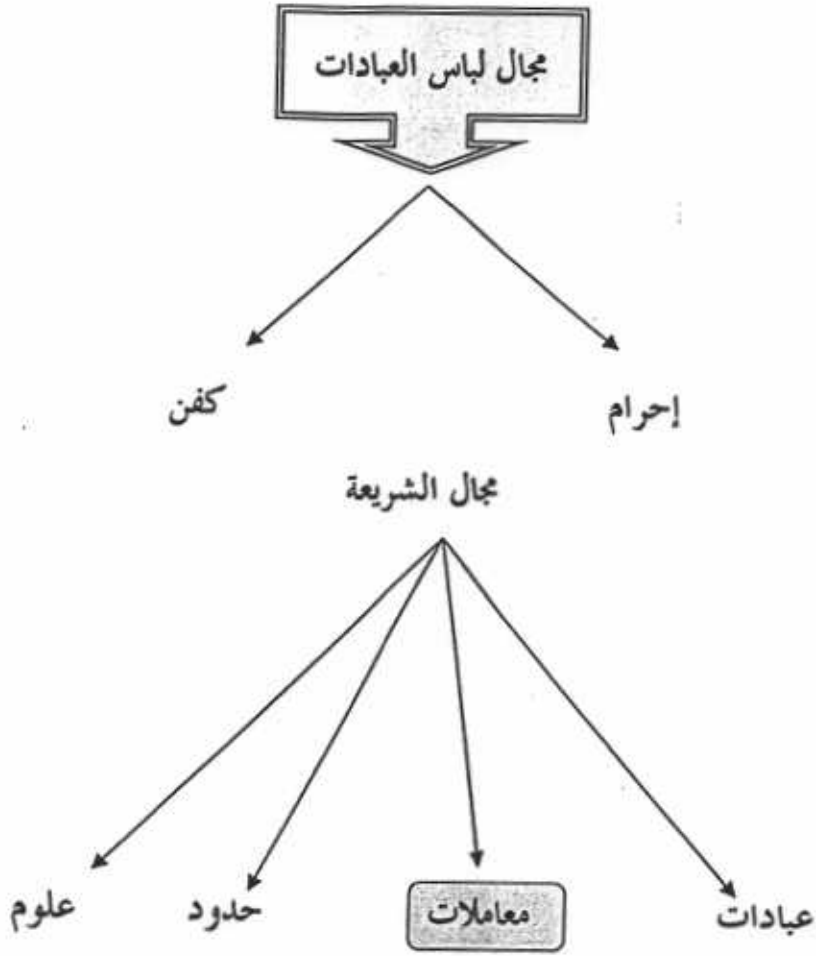 مجال لباس العبادات
إحرام
كفن
مجال الشريعة
عبادات
معاملات
حدود
علوم